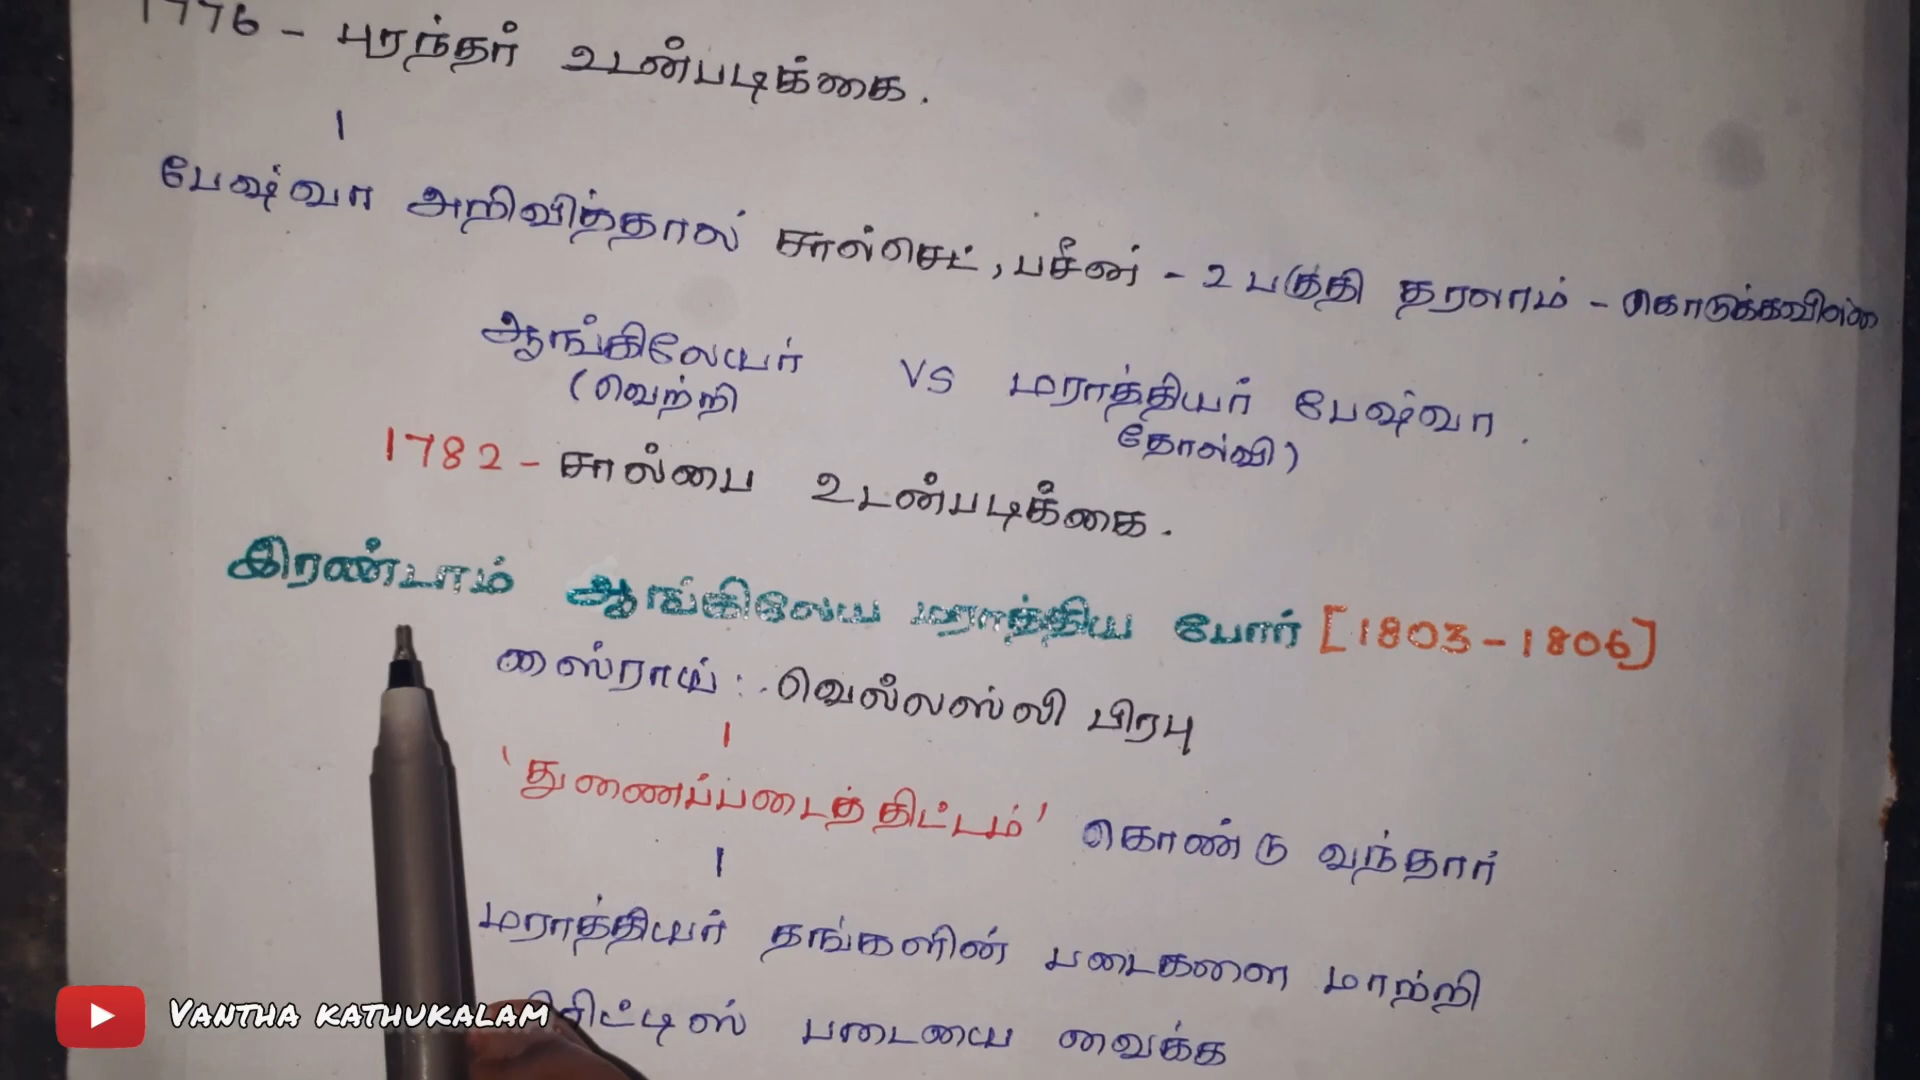 1776 - புரந்தர் உடன்படிக்கை.
பேஷ்வா அறிவித்தால் சால்செட், பசீன் - 2 பகுதி தரலாம் - கொடுக்கவில்லை
ஆங்கிலேயர் VS மராத்தியர் பேஷ்வா.
(வெற்றி தோல்வி)
1782 - சால்பை உடன்படிக்கை.
இரண்டாம் ஆங்கிலேய மராத்திய போர் [1803-1806]
வைஸ்ராய் : வெல்லஸ்லி பிரபு
'துணைப்படைத் திட்டம்' கொண்டு வந்தார்
மராத்தியர் தங்களின் படைகளை மாற்றி
படையை வைக்க
VANTHA KATHUKALAM